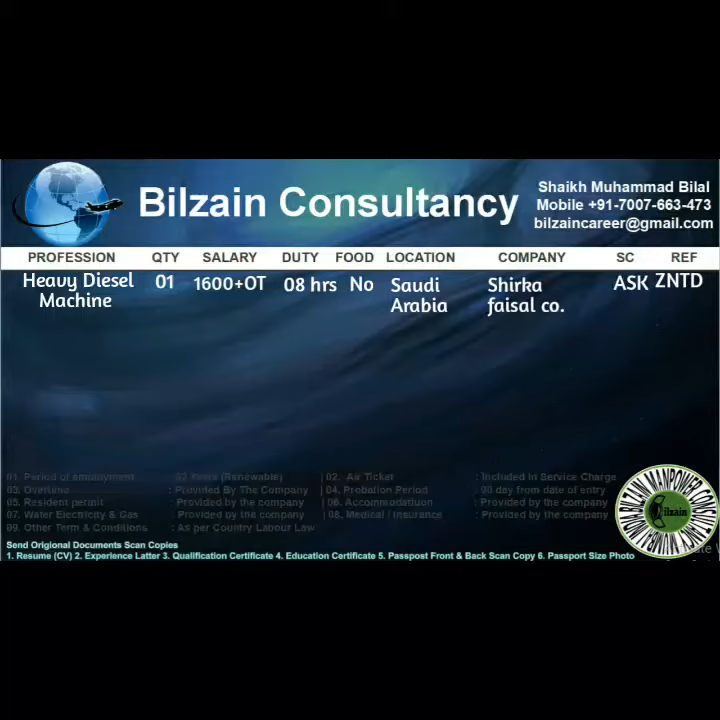 Bilzain Consultancy
Shaikh Muhammad Bilal
Mobile +91-7007-663-473
bilzaincareer@gmail.com
PROFESSION QTY SALARY DUTY FOOD LOCATION COMPANY SC REF
Heavy Diesel Machine 01 1600+OT 08 hrs No Saudi Arabia Shirka faisal co. ASK ZNTD
01. Period of employment : 02 Years (Renewable) | 02. Air Ticket : Included In Service Charge
03. Overtime : Provided By The Company | 04. Probation Period : 90 day from date of entry
05. Resident permit : Provided by the company | 06. Accommodatiuon : Provided by the company
07. Water Electricity & Gas : Provided by the company | 08. Medical / Insurance : Provided by the company
09. Other Term & Conditions : As per Country Labour Law
Send Origional Documents Scan Copies
1. Resume (CV) 2. Experience Latter 3. Qualification Certificate 4. Education Certificate 5. Passpost Front & Back Scan Copy 6. Passport Size Photo
Bilzain